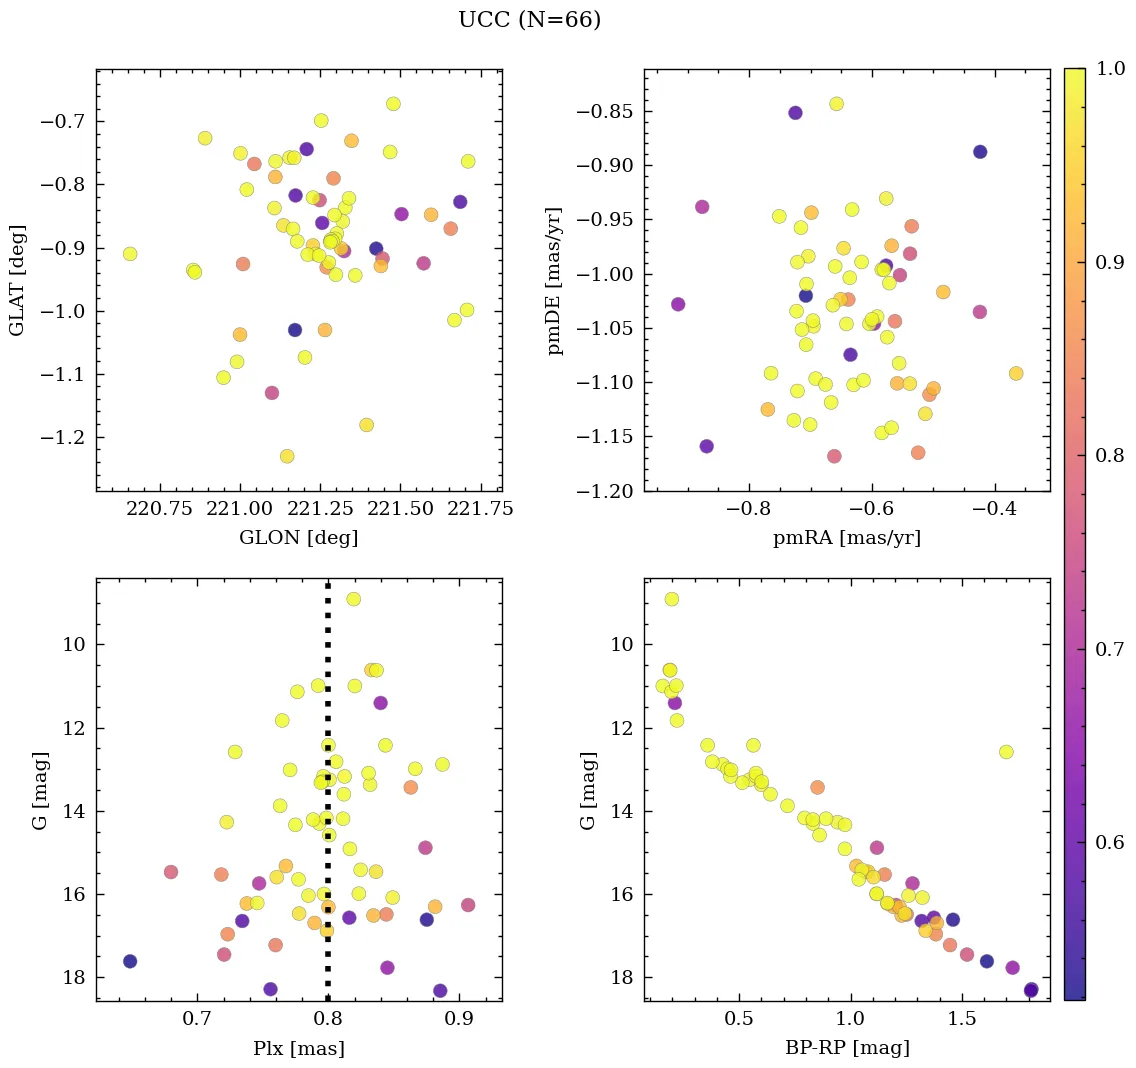 UCC (N=66)
−0.7
−0.8
−0.9
−1.0
−1.1
−1.2
GLAT [deg]
220.75 221.00 221.25 221.50 221.75
GLON [deg]
−0.85
−0.90
−0.95
−1.00
−1.05
−1.10
−1.15
−1.20
pmDE [mas/yr]
−0.8 −0.6 −0.4
pmRA [mas/yr]
10
12
14
16
18
G [mag]
0.7 0.8 0.9
Plx [mas]
10
12
14
16
18
G [mag]
0.5 1.0 1.5
BP-RP [mag]
1.0
0.9
0.8
0.7
0.6